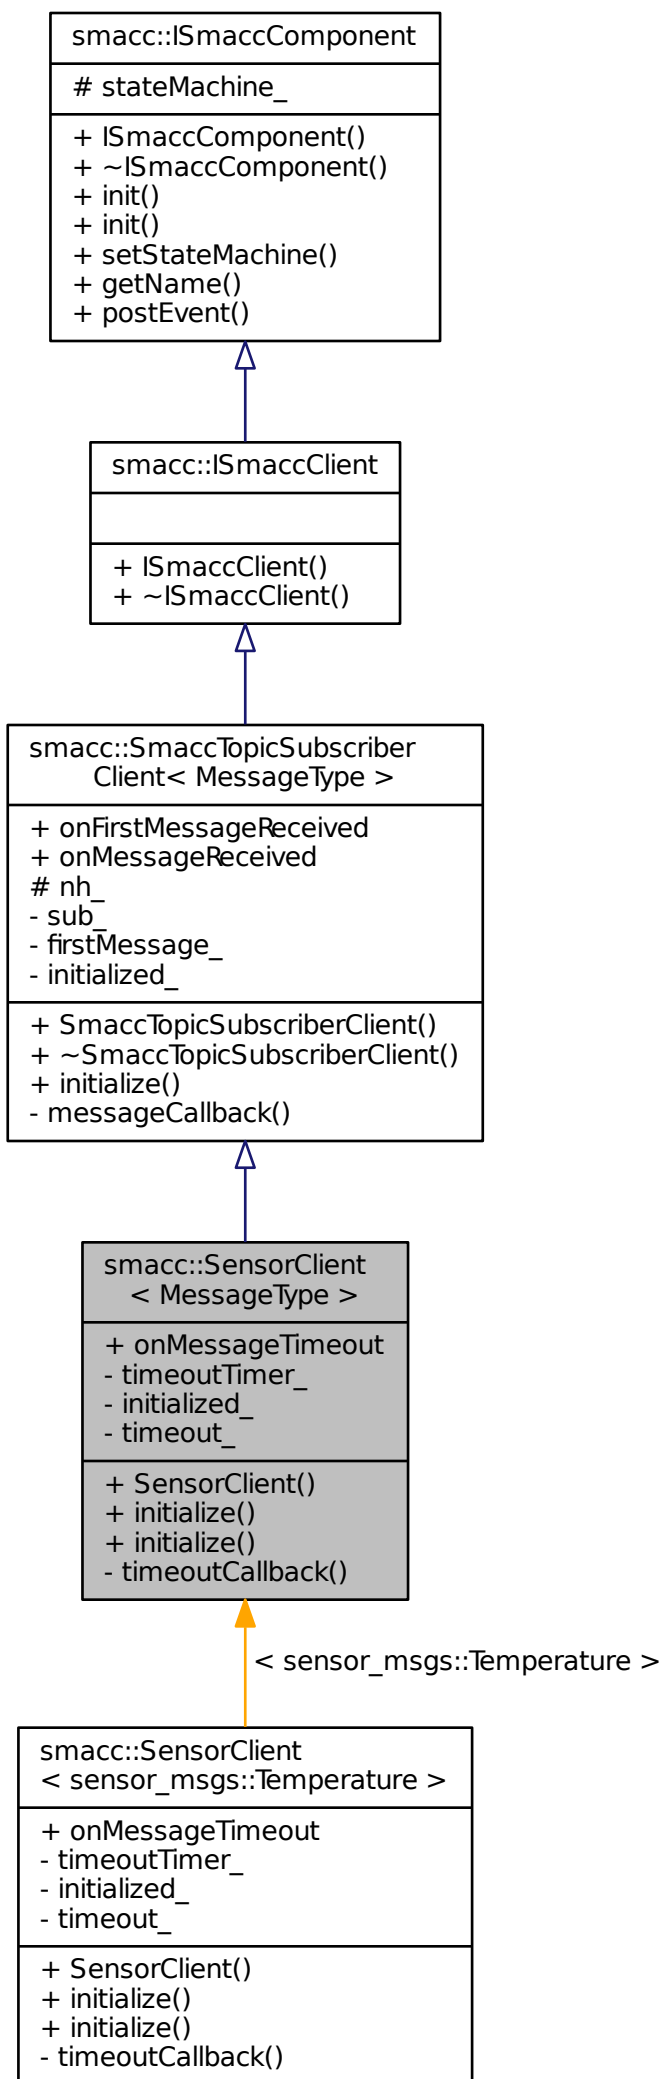 smacc::ISmaccComponent
# stateMachine_
+ ISmaccComponent()
+ ~ISmaccComponent()
+ init()
+ init()
+ setStateMachine()
+ getName()
+ postEvent()
smacc::ISmaccClient
+ ISmaccClient()
+ ~ISmaccClient()
smacc::SmaccTopicSubscriber
Client< MessageType >
+ onFirstMessageReceived
+ onMessageReceived
# nh_
- sub_
- firstMessage_
- initialized_
+ SmaccTopicSubscriberClient()
+ ~SmaccTopicSubscriberClient()
+ initialize()
- messageCallback()
smacc::SensorClient
< MessageType >
+ onMessageTimeout
- timeoutTimer_
- initialized_
- timeout_
+ SensorClient()
+ initialize()
+ initialize()
- timeoutCallback()
< sensor_msgs::Temperature >
smacc::SensorClient
< sensor_msgs::Temperature >
+ onMessageTimeout
- timeoutTimer_
- initialized_
- timeout_
+ SensorClient()
+ initialize()
+ initialize()
- timeoutCallback()